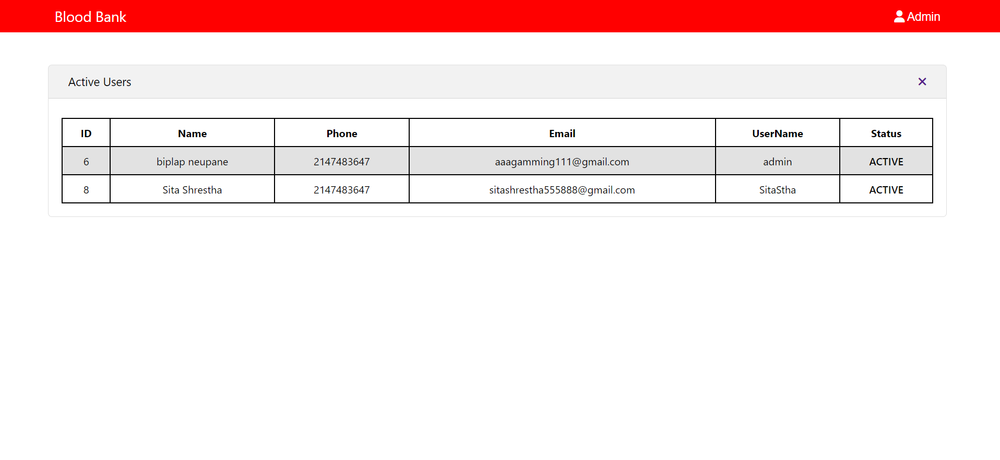 Blood Bank Admin
Active Users
ID Name Phone Email UserName Status
6 biplap neupane 2147483647 aaagamming111@gmail.com admin ACTIVE
8 Sita Shrestha 2147483647 sitashrestha555888@gmail.com SitaStha ACTIVE